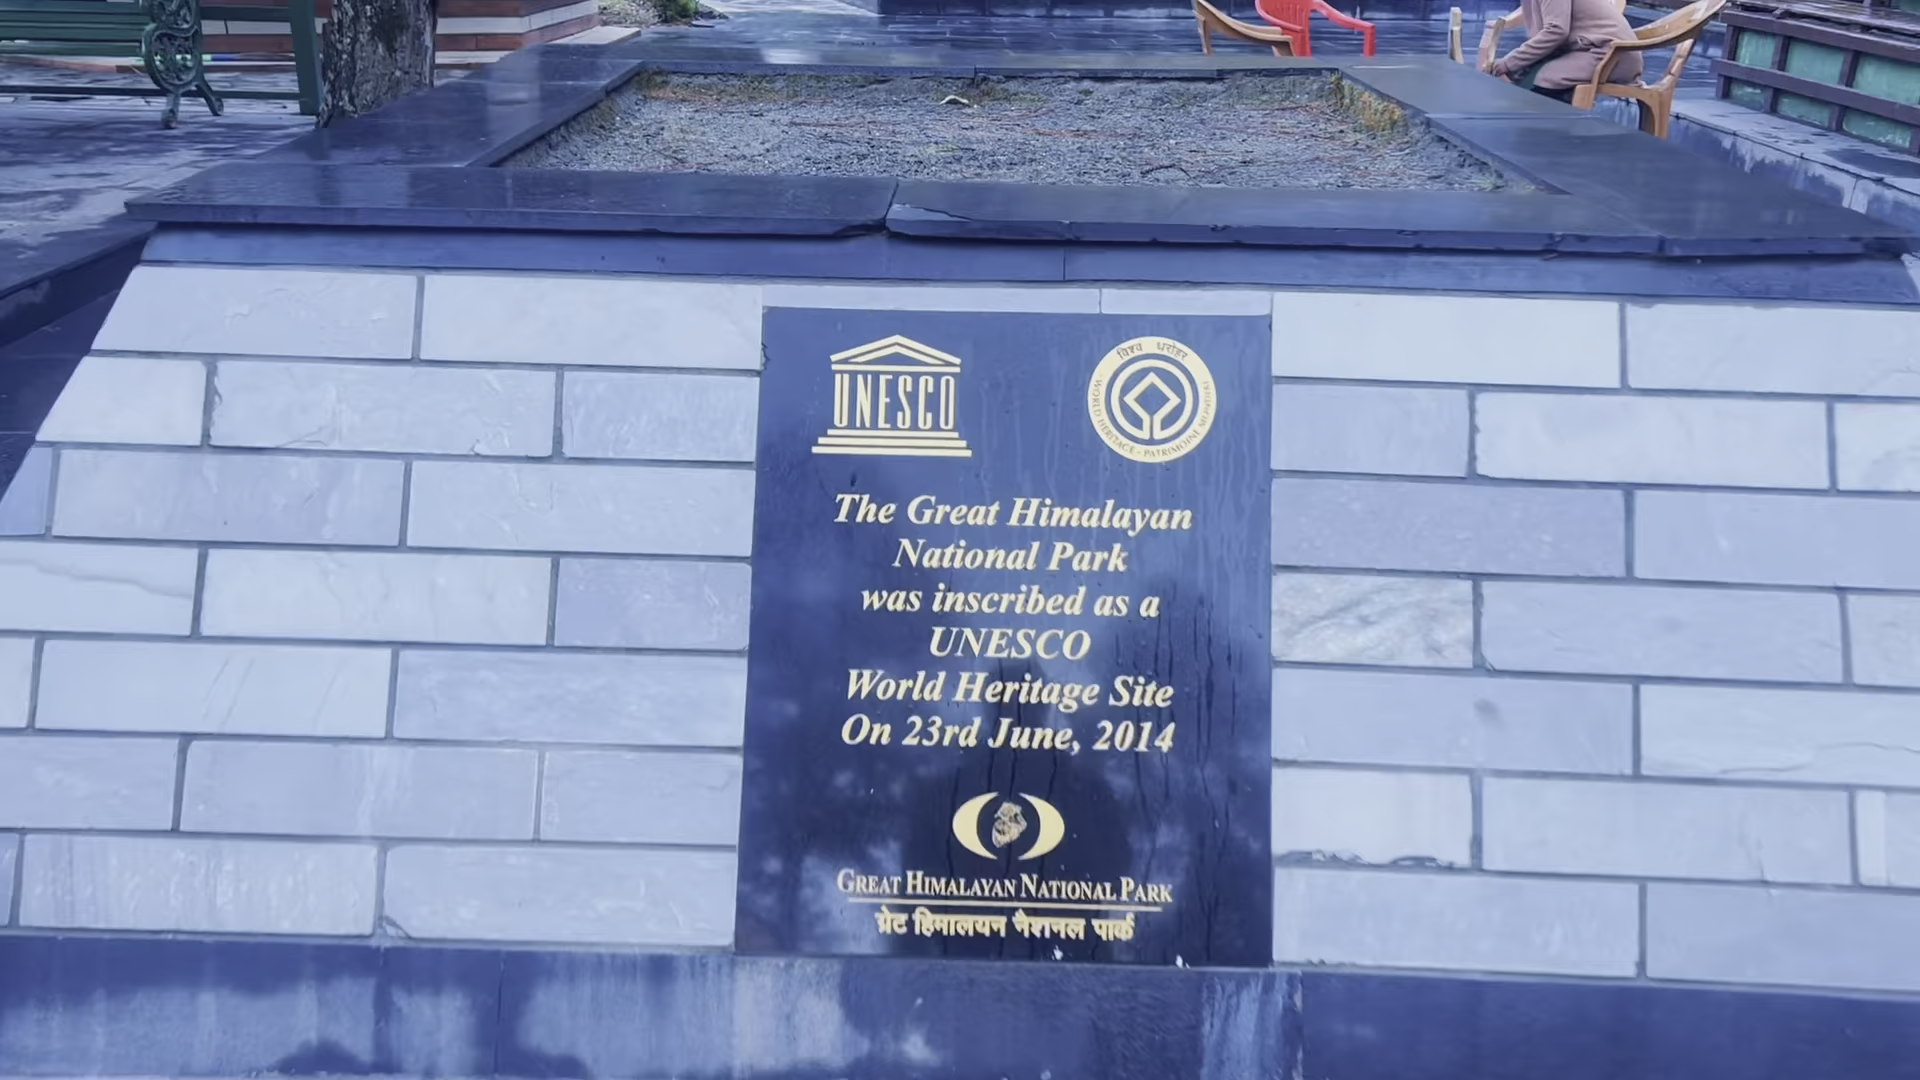 UNESCO
विश्व धरोहर
WORLD HERITAGE - PATRIMOINE MONDIAL
The Great Himalayan
National Park
was inscribed as a
UNESCO
World Heritage Site
On 23rd June, 2014
GREAT HIMALAYAN NATIONAL PARK
ग्रेट हिमालयन नैशनल पार्क